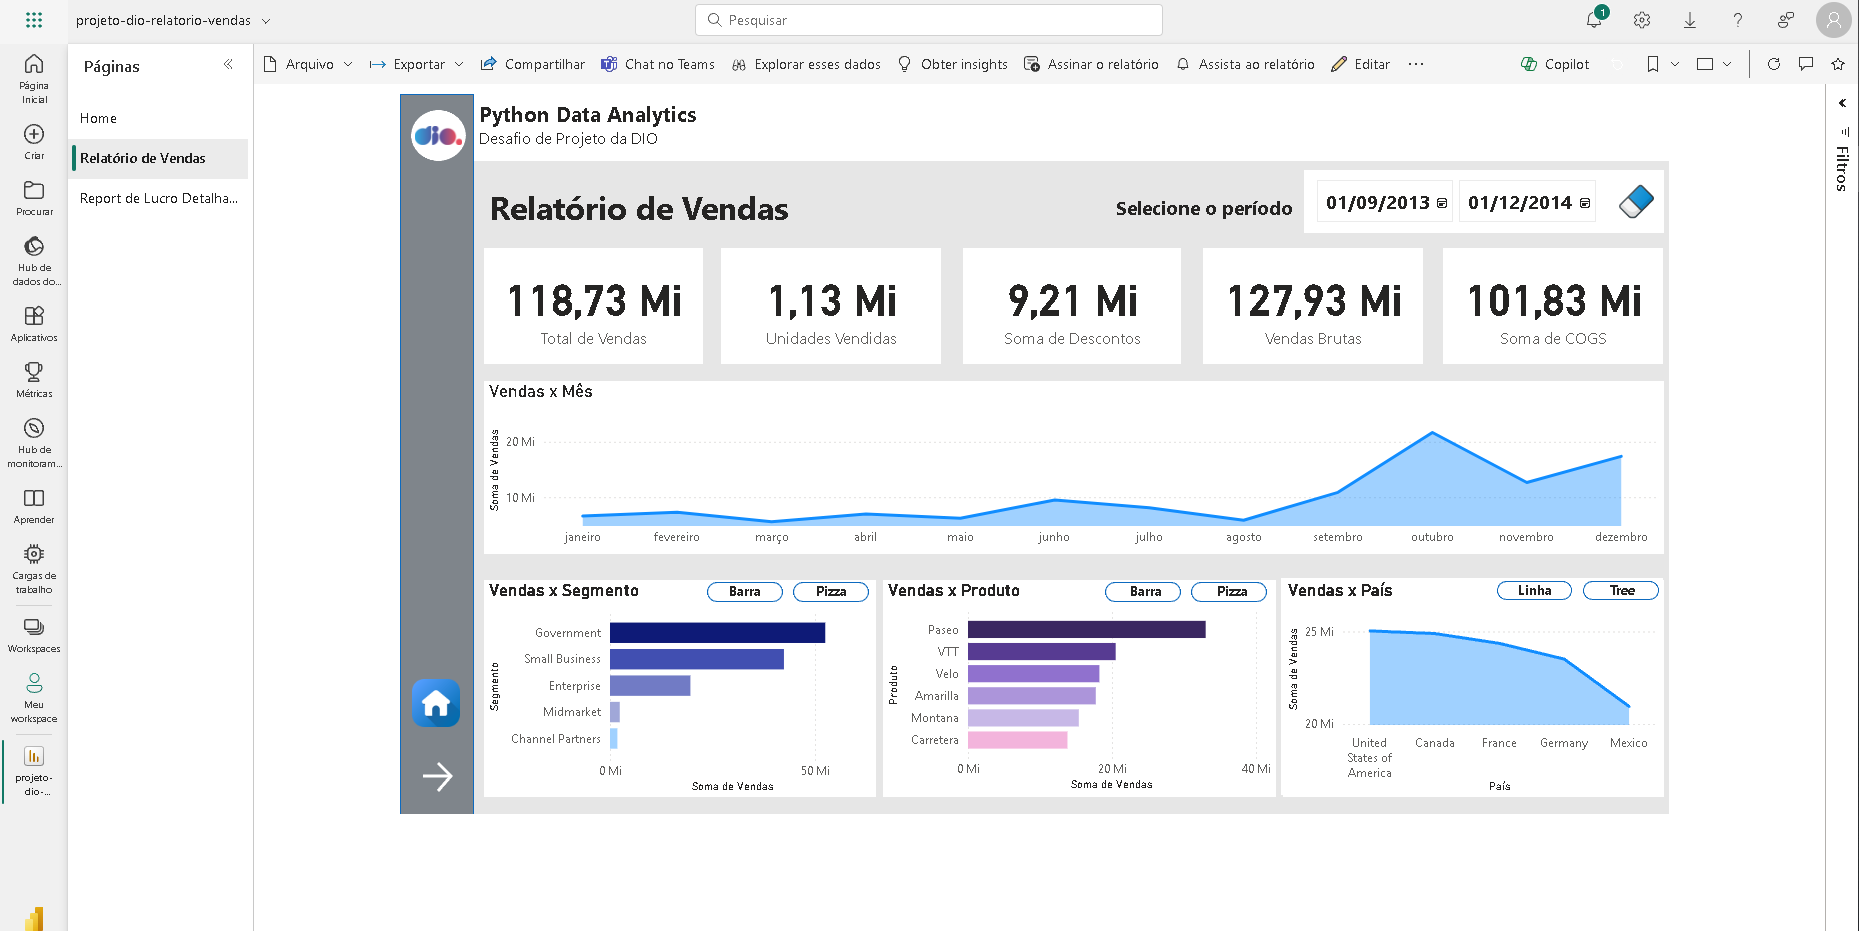 projeto-dio-relatorio-vendas
Pesquisar
1
Página
Inicial
Criar
Procurar
Hub de
dados do...
Aplicativos
Métricas
Hub de
monitoram...
Aprender
Cargas de
trabalho
Workspaces
Meu
workspace
projeto-
dio-...
Páginas
Home
Relatório de Vendas
Report de Lucro Detalha...
Arquivo
Exportar
Compartilhar
Chat no Teams
Explorar esses dados
Obter insights
Assinar o relatório
Assista ao relatório
Editar
Copilot
Filtros
dio.
Python Data Analytics
Desafio de Projeto da DIO
Relatório de Vendas
Selecione o período
01/09/2013
01/12/2014
118,73 Mi
Total de Vendas
1,13 Mi
Unidades Vendidas
9,21 Mi
Soma de Descontos
127,93 Mi
Vendas Brutas
101,83 Mi
Soma de COGS
Vendas x Mês
Soma de Vendas
20 Mi
10 Mi
janeiro
fevereiro
março
abril
maio
junho
julho
agosto
setembro
outubro
novembro
dezembro
Vendas x Segmento
Barra
Pizza
Segmento
Government
Small Business
Enterprise
Midmarket
Channel Partners
0 Mi
50 Mi
Soma de Vendas
Vendas x Produto
Barra
Pizza
Produto
Paseo
VTT
Velo
Amarilla
Montana
Carretera
0 Mi
20 Mi
40 Mi
Soma de Vendas
Vendas x País
Linha
Tree
Soma de Vendas
25 Mi
20 Mi
United
States of
America
Canada
France
Germany
Mexico
País